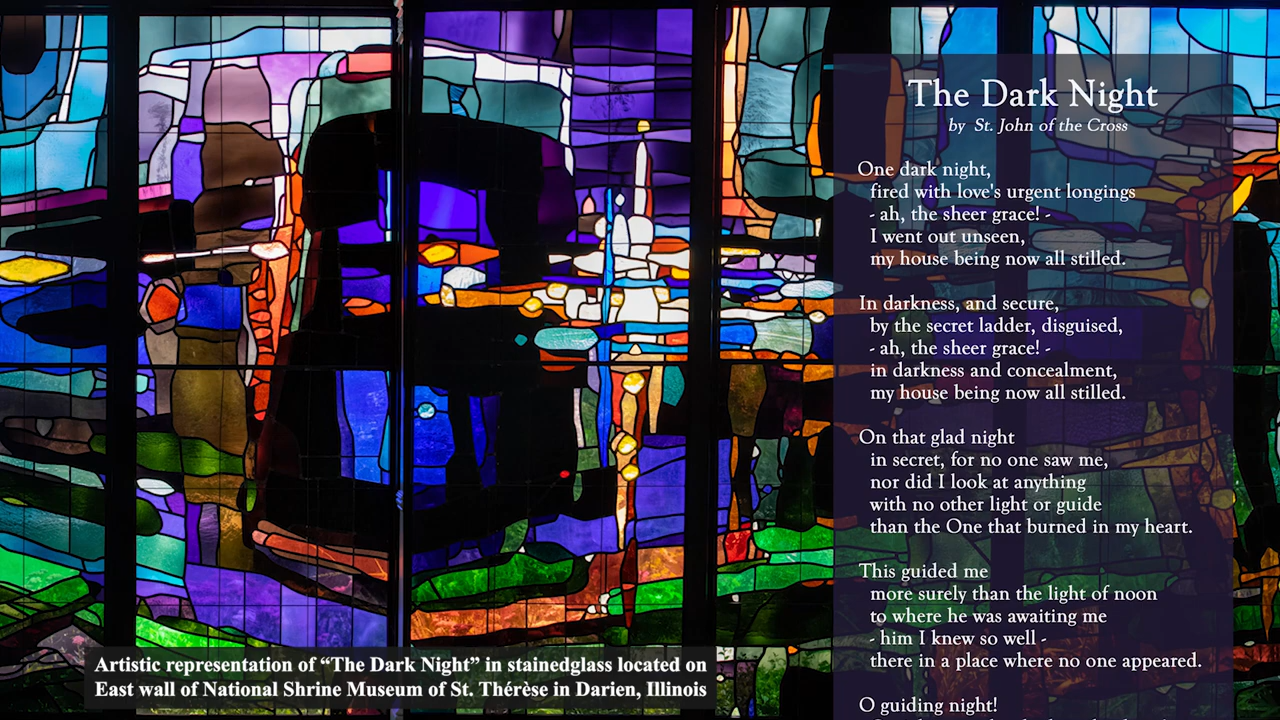 The Dark Night
by St. John of the Cross
One dark night,
fired with love's urgent longings
- ah, the sheer grace! -
I went out unseen,
my house being now all stilled.
In darkness, and secure,
by the secret ladder, disguised,
- ah, the sheer grace! -
in darkness and concealment,
my house being now all stilled.
On that glad night
in secret, for no one saw me,
nor did I look at anything
with no other light or guide
than the One that burned in my heart.
This guided me
more surely than the light of noon
to where he was awaiting me
- him I knew so well -
there in a place where no one appeared.
O guiding night!
Artistic representation of “The Dark Night” in stainedglass located on
East wall of National Shrine Museum of St. Thérèse in Darien, Illinois